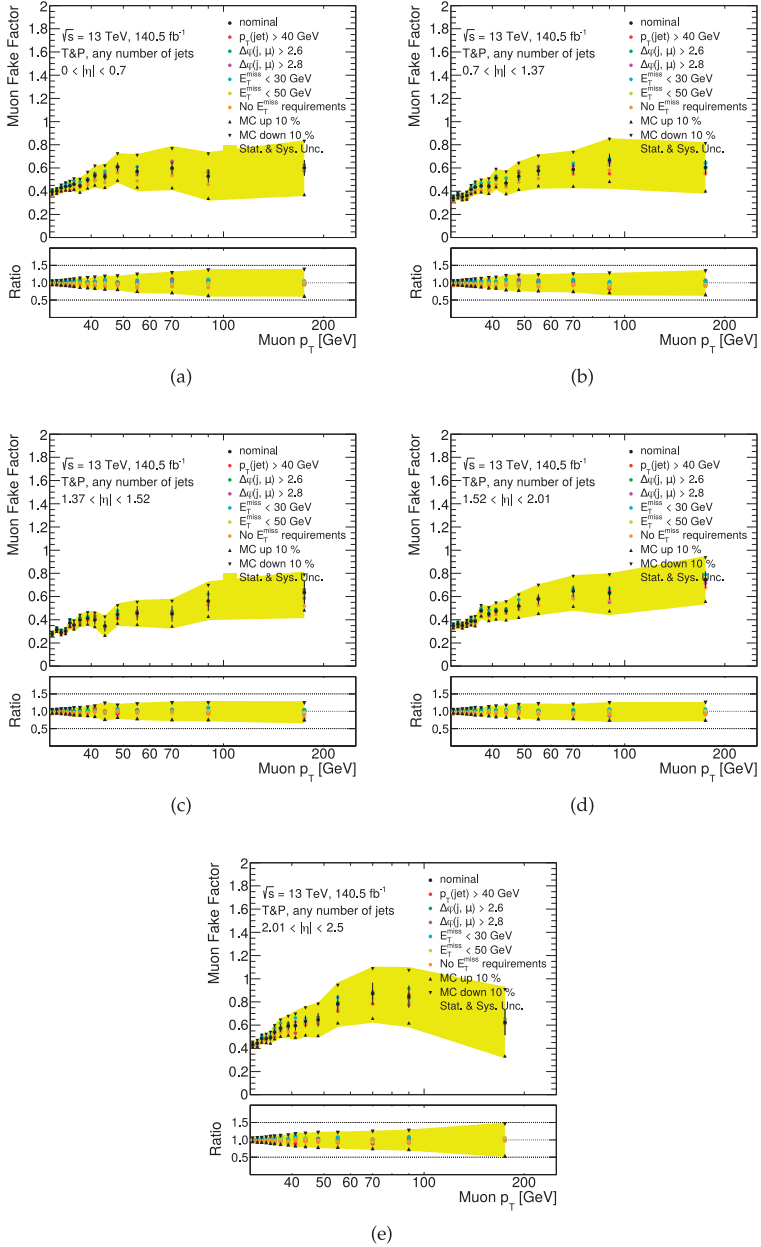 Muon Fake Factor
2
1.8
1.6
1.4
1.2
1
0.8
0.6
0.4
0.2
0
√s = 13 TeV, 140.5 fb⁻¹
T&P, any number of jets
0 < |η| < 0.7
nominal
p_T(jet) > 40 GeV
Δφ(j, μ) > 2.6
Δφ(j, μ) > 2.8
E_T^miss < 30 GeV
E_T^miss < 50 GeV
No E_T^miss requirements
MC up 10 %
MC down 10 %
Stat. & Sys. Unc.
Ratio
1.5
1.0
0.5
40 50 60 70 100 200
Muon p_T [GeV]
(a)
Muon Fake Factor
2
1.8
1.6
1.4
1.2
1
0.8
0.6
0.4
0.2
0
√s = 13 TeV, 140.5 fb⁻¹
T&P, any number of jets
0.7 < |η| < 1.37
nominal
p_T(jet) > 40 GeV
Δφ(j, μ) > 2.6
Δφ(j, μ) > 2.8
E_T^miss < 30 GeV
E_T^miss < 50 GeV
No E_T^miss requirements
MC up 10 %
MC down 10 %
Stat. & Sys. Unc.
Ratio
1.5
1.0
0.5
40 50 60 70 100 200
Muon p_T [GeV]
(b)
Muon Fake Factor
2
1.8
1.6
1.4
1.2
1
0.8
0.6
0.4
0.2
0
√s = 13 TeV, 140.5 fb⁻¹
T&P, any number of jets
1.37 < |η| < 1.52
nominal
p_T(jet) > 40 GeV
Δφ(j, μ) > 2.6
Δφ(j, μ) > 2.8
E_T^miss < 30 GeV
E_T^miss < 50 GeV
No E_T^miss requirements
MC up 10 %
MC down 10 %
Stat. & Sys. Unc.
Ratio
1.5
1.0
0.5
40 50 60 70 100 200
Muon p_T [GeV]
(c)
Muon Fake Factor
2
1.8
1.6
1.4
1.2
1
0.8
0.6
0.4
0.2
0
√s = 13 TeV, 140.5 fb⁻¹
T&P, any number of jets
1.52 < |η| < 2.01
nominal
p_T(jet) > 40 GeV
Δφ(j, μ) > 2.6
Δφ(j, μ) > 2.8
E_T^miss < 30 GeV
E_T^miss < 50 GeV
No E_T^miss requirements
MC up 10 %
MC down 10 %
Stat. & Sys. Unc.
Ratio
1.5
1.0
0.5
40 50 60 70 100 200
Muon p_T [GeV]
(d)
Muon Fake Factor
2
1.8
1.6
1.4
1.2
1
0.8
0.6
0.4
0.2
0
√s = 13 TeV, 140.5 fb⁻¹
T&P, any number of jets
2.01 < |η| < 2.5
nominal
p_T(jet) > 40 GeV
Δφ(j, μ) > 2.6
Δφ(j, μ) > 2.8
E_T^miss < 30 GeV
E_T^miss < 50 GeV
No E_T^miss requirements
MC up 10 %
MC down 10 %
Stat. & Sys. Unc.
Ratio
1.5
1.0
0.5
40 50 60 70 100 200
Muon p_T [GeV]
(e)